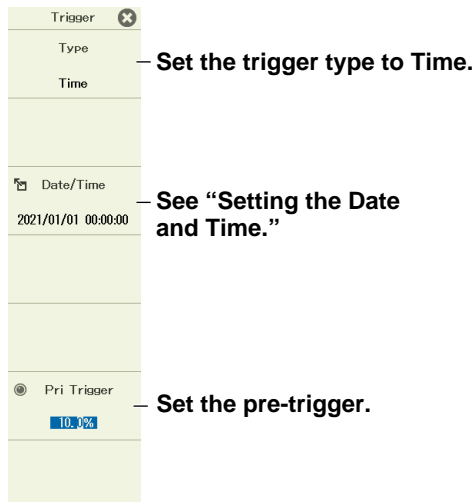 Trigger
Type
Time
Set the trigger type to Time.
Date/Time
2021/01/01 00:00:00
See “Setting the Date
and Time.”
Pri Trigger
10.0%
Set the pre-trigger.